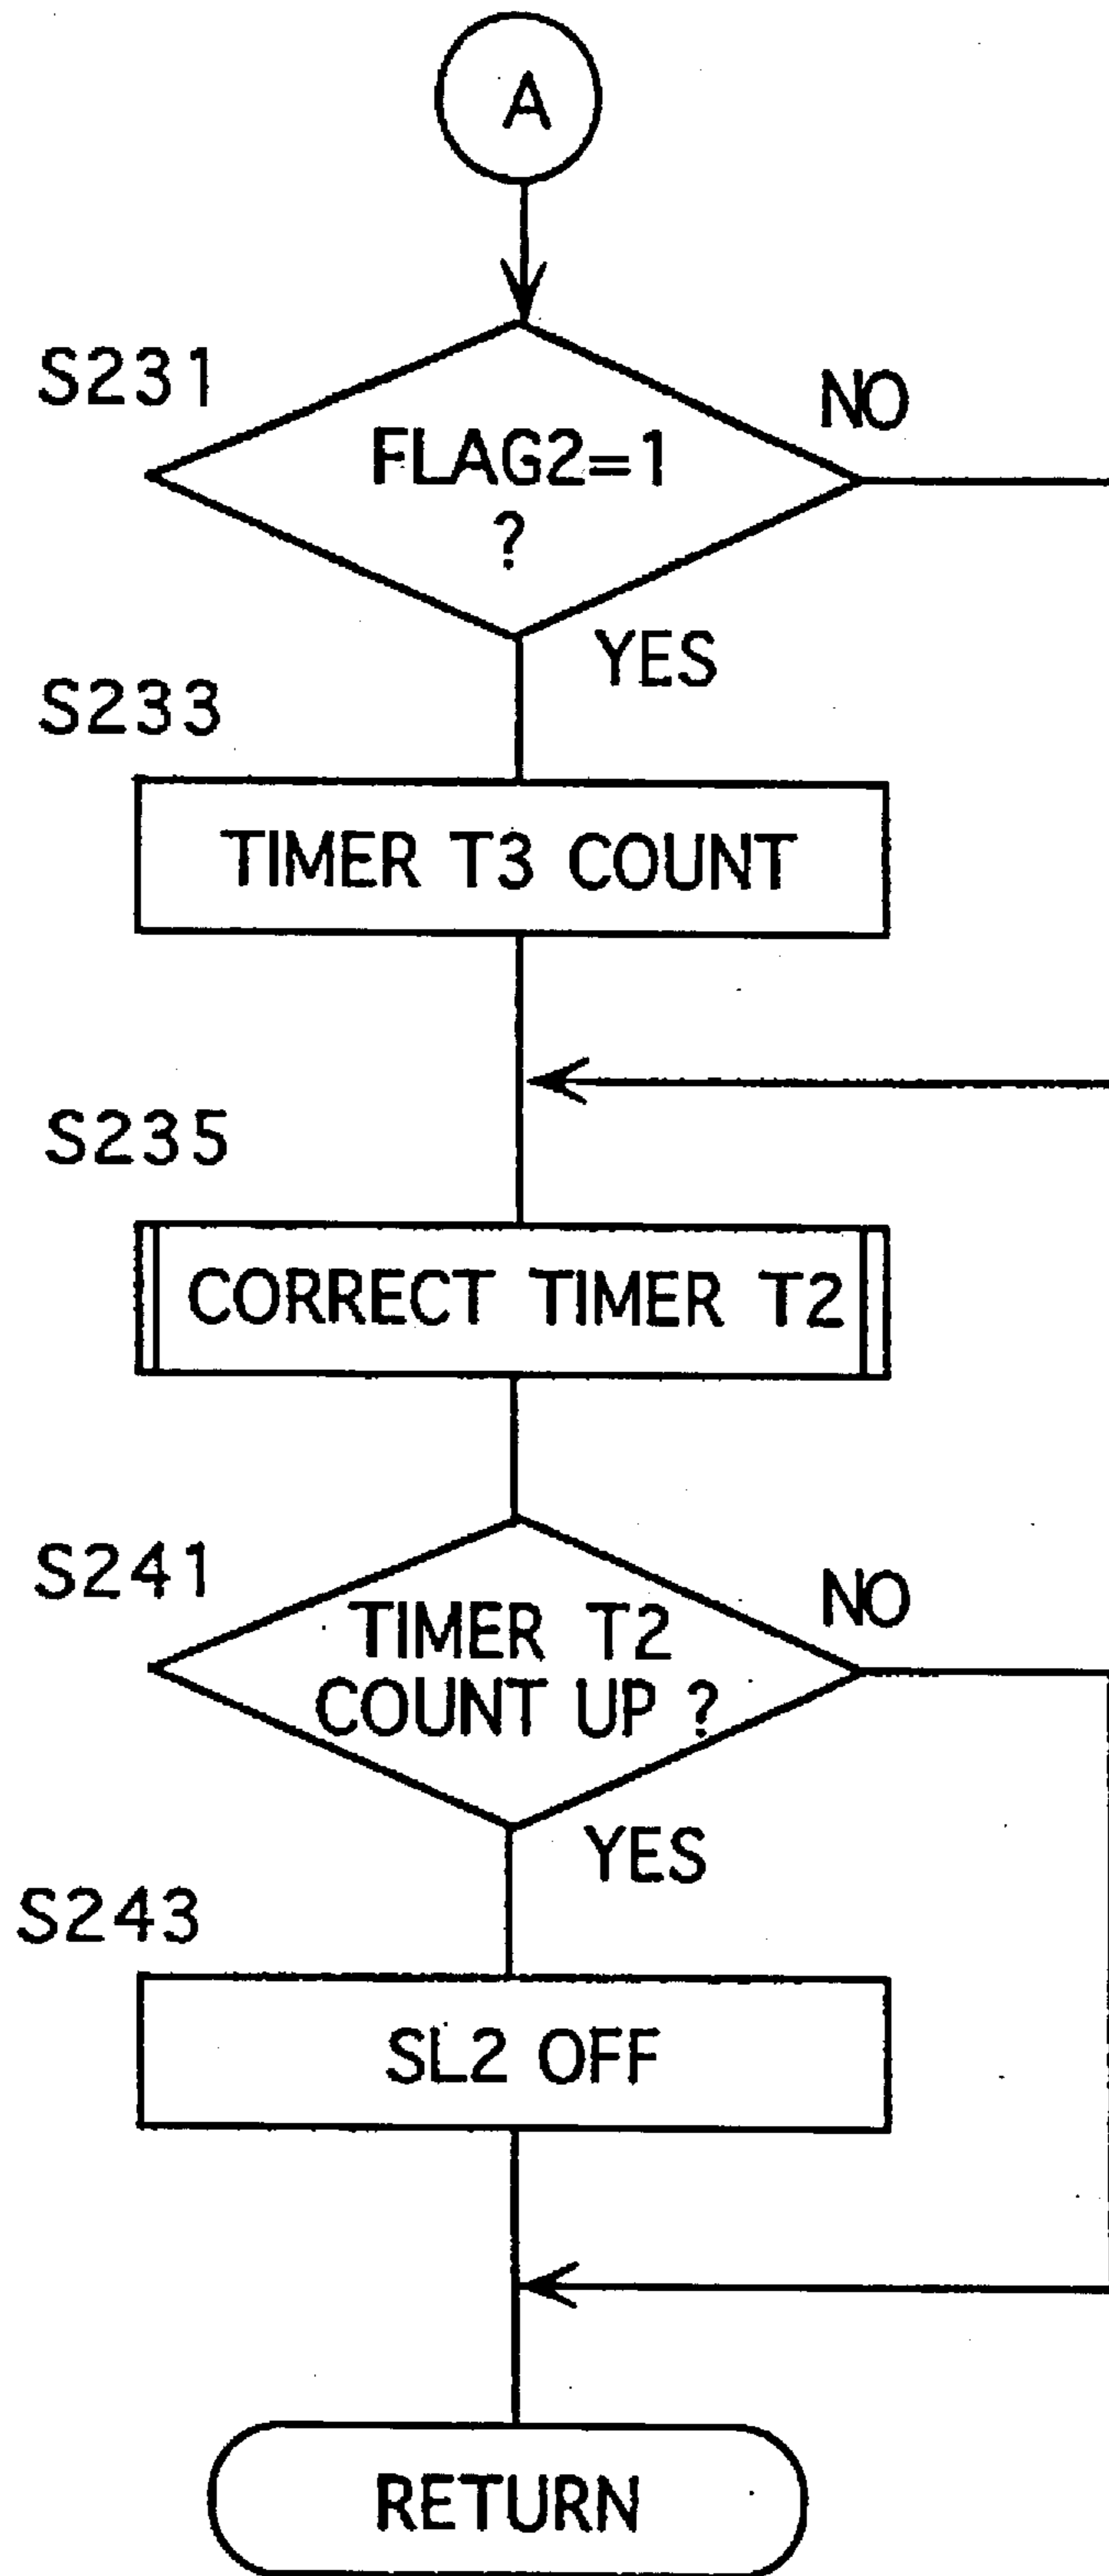 A
S231
NO
FLAG2=1
?
YES
S233
TIMER T3 COUNT
S235
CORRECT TIMER T2
S241
NO
TIMER T2
COUNT UP ?
YES
S243
SL2 OFF
RETURN